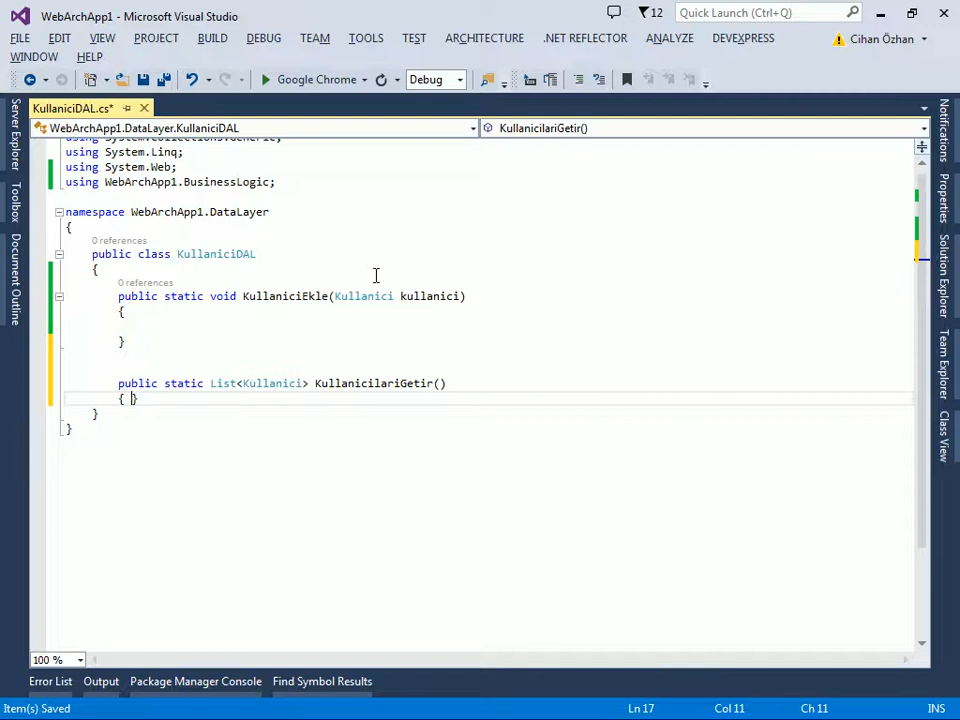 WebArchApp1 - Microsoft Visual Studio
12
Quick Launch (Ctrl+Q)
FILE EDIT VIEW PROJECT BUILD DEBUG TEAM TOOLS TEST ARCHITECTURE .NET REFLECTOR ANALYZE DEVEXPRESS
Cihan Özhan
WINDOW HELP
Google Chrome
Debug
KullaniciDAL.cs*
WebArchApp1.DataLayer.KullaniciDAL
KullanicilariGetir()
using System.Collections.Generic;
using System.Linq;
using System.Web;
using WebArchApp1.BusinessLogic;
namespace WebArchApp1.DataLayer
{
0 references
public class KullaniciDAL
{
0 references
public static void KullaniciEkle(Kullanici kullanici)
{
}
public static List<Kullanici> KullanicilariGetir()
{ }
}
}
Server Explorer
Toolbox
Document Outline
Notifications
Properties
Solution Explorer
Team Explorer
Class View
100 %
Error List Output Package Manager Console Find Symbol Results
Item(s) Saved
Ln 17 Col 11 Ch 11 INS